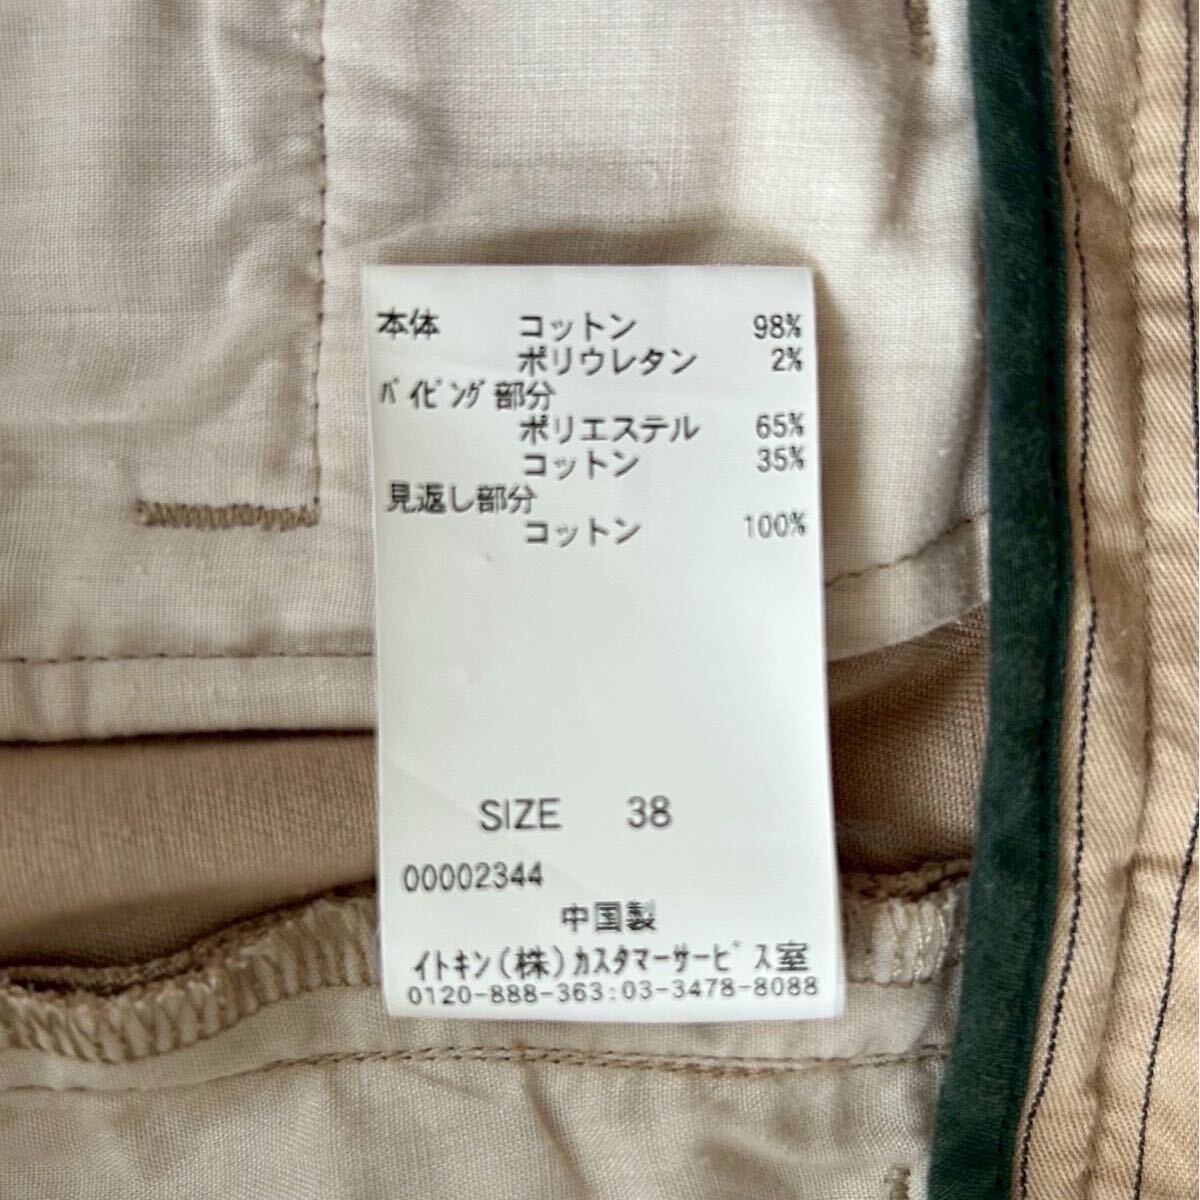 本体 コットン 98%
ポリウレタン 2%
ﾊﾟｲﾋﾟﾝｸﾞ部分
ポリエステル 65%
コットン 35%
見返し部分
コットン 100%
SIZE 38
00002344
中国製
イトキン(株)カスタマーサービス室
0120-888-363:03-3478-8088